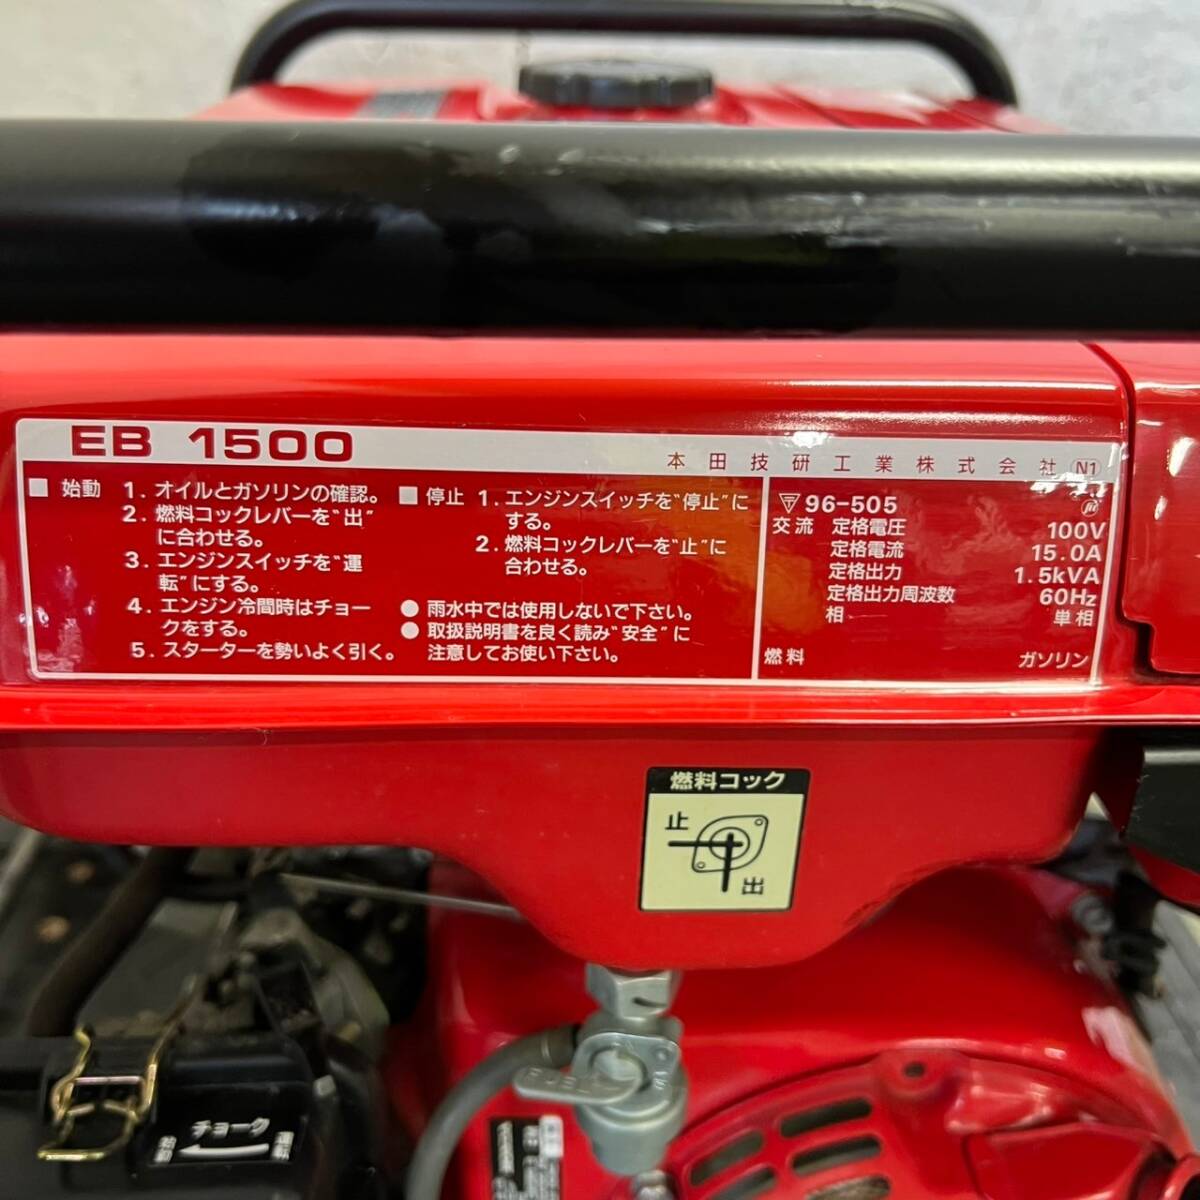 EB 1500
本田技研工業株式会社 N1
■ 始動 1. オイルとガソリンの確認。
2. 燃料コックレバーを"出"
に合わせる。
3. エンジンスイッチを"運
転"にする。
4. エンジン冷間時はチョー
クをする。
5. スターターを勢いよく引く。
■ 停止 1. エンジンスイッチを"停止"に
する。
2. 燃料コックレバーを"止"に
合わせる。
● 雨水中では使用しないで下さい。
● 取扱説明書を良く読み"安全"に
注意してお使い下さい。
〒 96-505
交流 定格電圧 100V
定格電流 15.0A
定格出力 1.5kVA
定格出力周波数 60Hz
相 単相
燃料 ガソリン
燃料コック
止
出
FUEL
チョーク
始動 運転